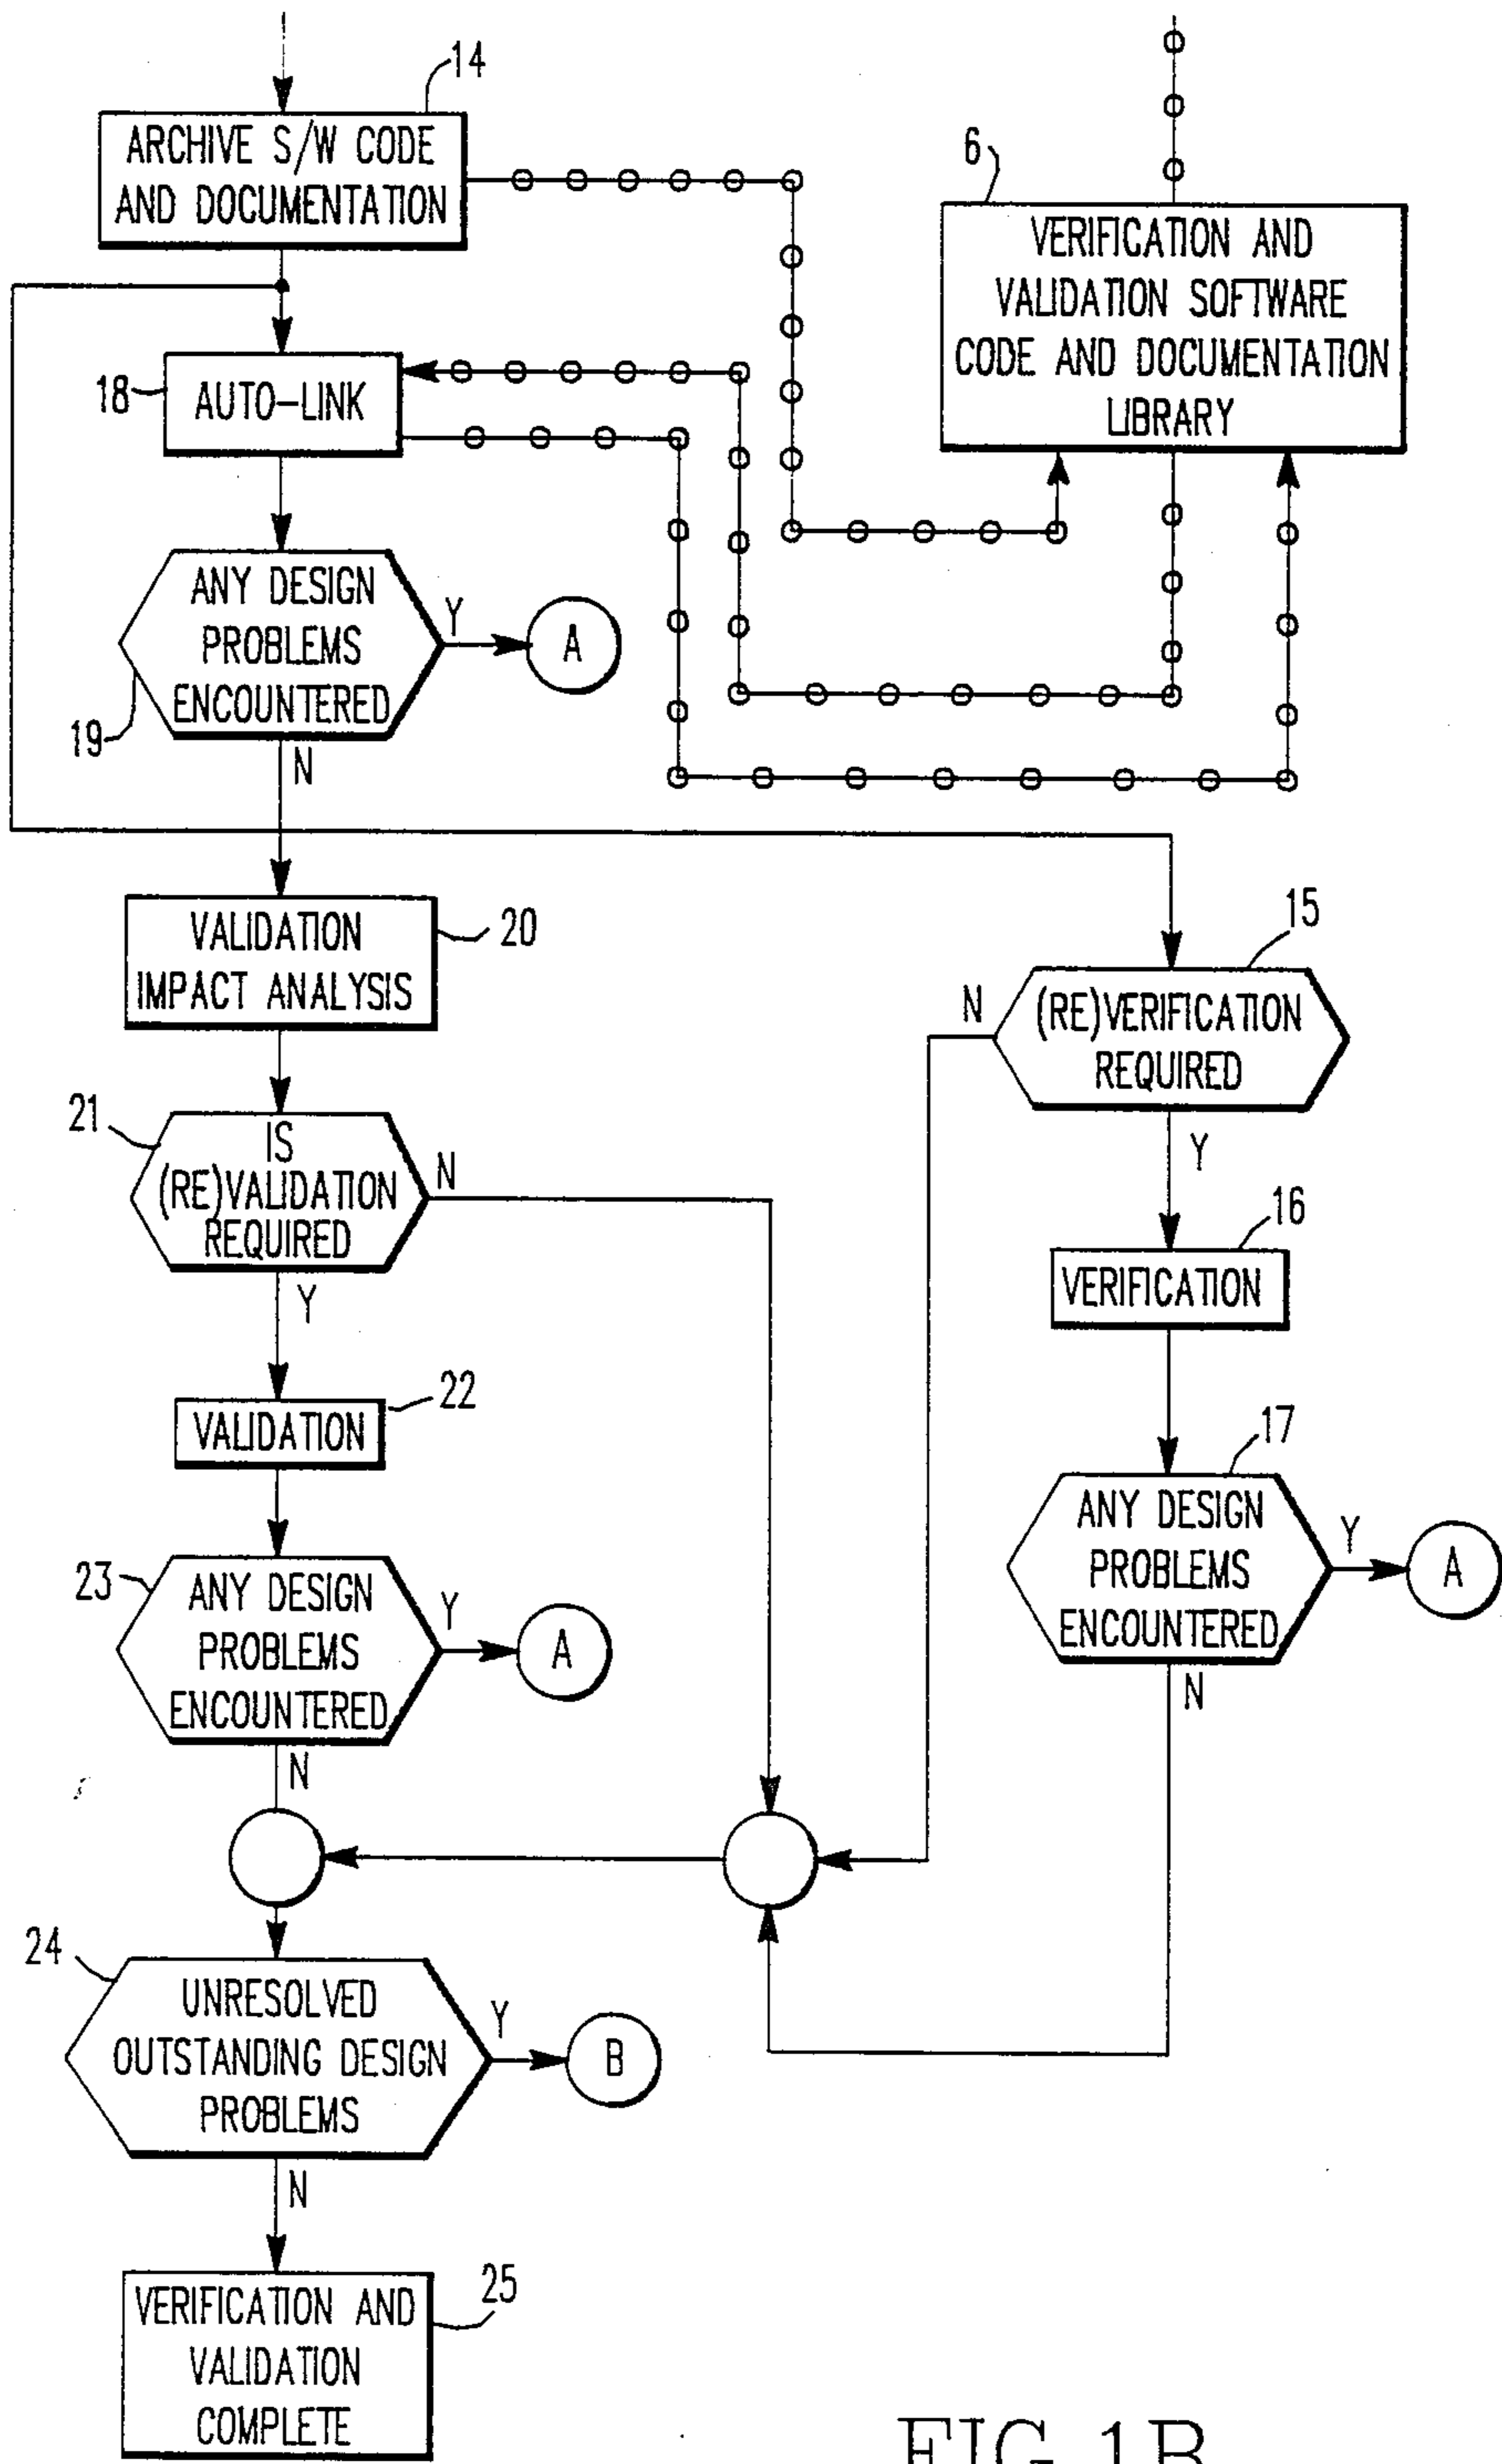 14
ARCHIVE S/W CODE
AND DOCUMENTATION
6
VERIFICATION AND
VALIDATION SOFTWARE
CODE AND DOCUMENTATION
LIBRARY
18
AUTO-LINK
ANY DESIGN
PROBLEMS
ENCOUNTERED
Y
A
19
N
VALIDATION
IMPACT ANALYSIS
20
15
(RE)VERIFICATION
REQUIRED
N
Y
21
IS
(RE)VALIDATION
REQUIRED
N
Y
16
VERIFICATION
22
VALIDATION
17
ANY DESIGN
PROBLEMS
ENCOUNTERED
Y
A
N
23
ANY DESIGN
PROBLEMS
ENCOUNTERED
Y
A
N
24
UNRESOLVED
OUTSTANDING DESIGN
PROBLEMS
Y
B
N
25
VERIFICATION AND
VALIDATION
COMPLETE
FIG. 1B